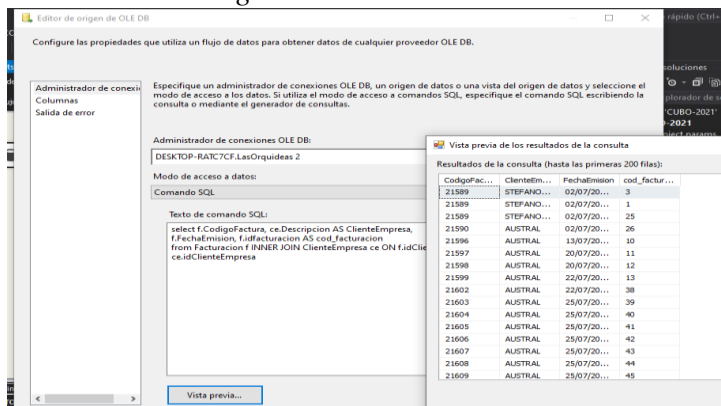 Editor de origen de OLE DB
rápido (Ctrl+
Configure las propiedades que utiliza un flujo de datos para obtener datos de cualquier proveedor OLE DB.
soluciones
Administrador de conexi
Columnas
Salida de error
Especifique un administrador de conexiones OLE DB, un origen de datos o una vista del origen de datos y seleccione el
modo de acceso a los datos. Si utiliza el modo de acceso a comandos SQL, especifique el comando SQL escribiendo la
consulta o mediante el generador de consultas.
plorador de s
'CUBO-2021'
-2021
oject.params
Administrador de conexiones OLE DB:
DESKTOP-RATC7CF.LasOrquideas 2
Modo de acceso a datos:
Comando SQL
Texto de comando SQL:
select f.CodigoFactura, ce.Descripcion AS ClienteEmpresa,
f.FechaEmision, f.idfacturacion AS cod_facturacion
from Facturacion f INNER JOIN ClienteEmpresa ce ON f.idClie
ce.idClienteEmpresa
Vista previa...
Vista previa de los resultados de la consulta
Resultados de la consulta (hasta las primeras 200 filas):
CodigoFac... ClienteEm... FechaEmision cod_factur...
21589 STEFANO... 02/07/20... 3
21589 STEFANO... 02/07/20... 1
21589 STEFANO... 02/07/20... 25
21590 AUSTRAL 02/07/20... 26
21596 AUSTRAL 13/07/20... 10
21597 AUSTRAL 20/07/20... 11
21598 AUSTRAL 20/07/20... 12
21599 AUSTRAL 22/07/20... 13
21602 AUSTRAL 22/07/20... 38
21603 AUSTRAL 25/07/20... 39
21604 AUSTRAL 25/07/20... 40
21605 AUSTRAL 25/07/20... 41
21606 AUSTRAL 25/07/20... 42
21607 AUSTRAL 25/07/20... 43
21608 AUSTRAL 25/07/20... 44
21609 AUSTRAL 25/07/20... 45